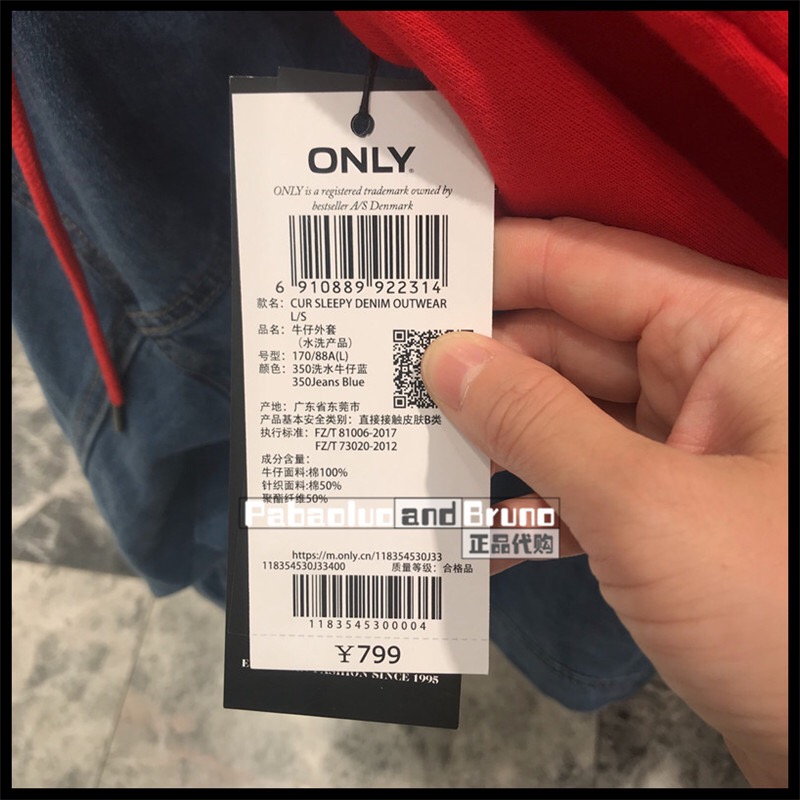 ONLY
ONLY is a registered trademark owned by
bestseller A/S Denmark
6 910889 922314
款名：CUR SLEEPY DENIM OUTWEAR
L/S
品名：牛仔外套
（水洗产品）
号型：170/88A(L)
颜色：350洗水牛仔蓝
350Jeans Blue
产地：广东省东莞市
产品基本安全类别：直接接触皮肤B类
执行标准：FZ/T 81006-2017
FZ/T 73020-2012
成分含量：
牛仔面料:棉100%
针织面料:棉50%
聚酯纤维50%
Pabaoluo and Bruno
正品代购
https://m.only.cn/118354530J33
118354530J33400 质量等级：合格品
1183545300004
￥799
FASHION SINCE 1995